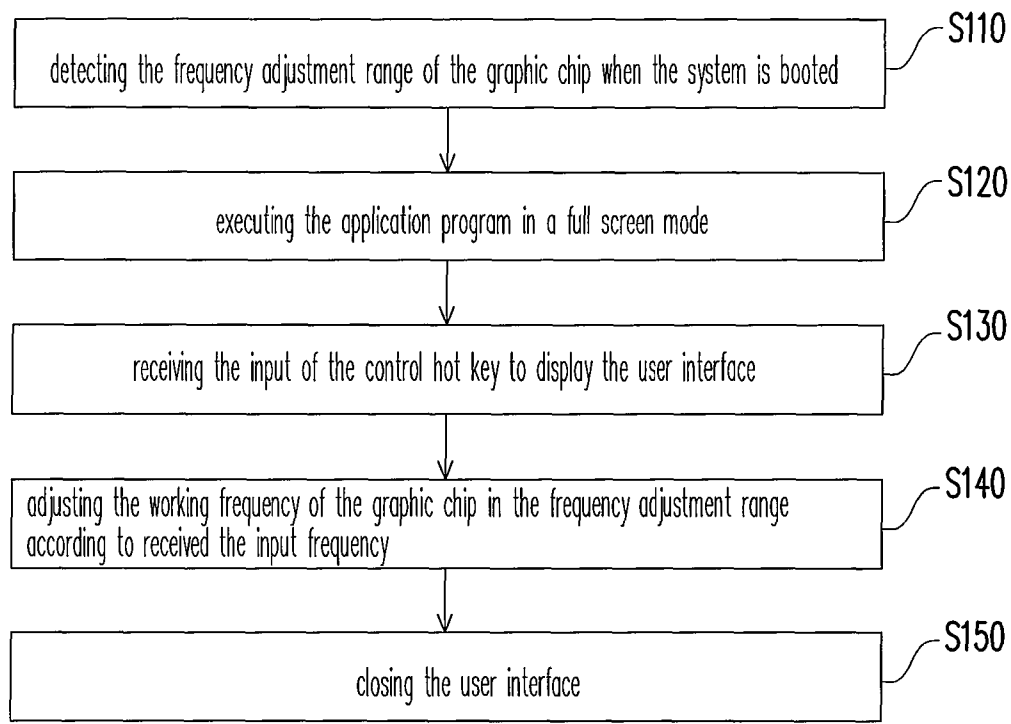 S110
detecting the frequency adjustment range of the graphic chip when the system is booted
S120
executing the application program in a full screen mode
S130
receiving the input of the control hot key to display the user interface
S140
adjusting the working frequency of the graphic chip in the frequency adjustment range
according to received the input frequency
S150
closing the user interface